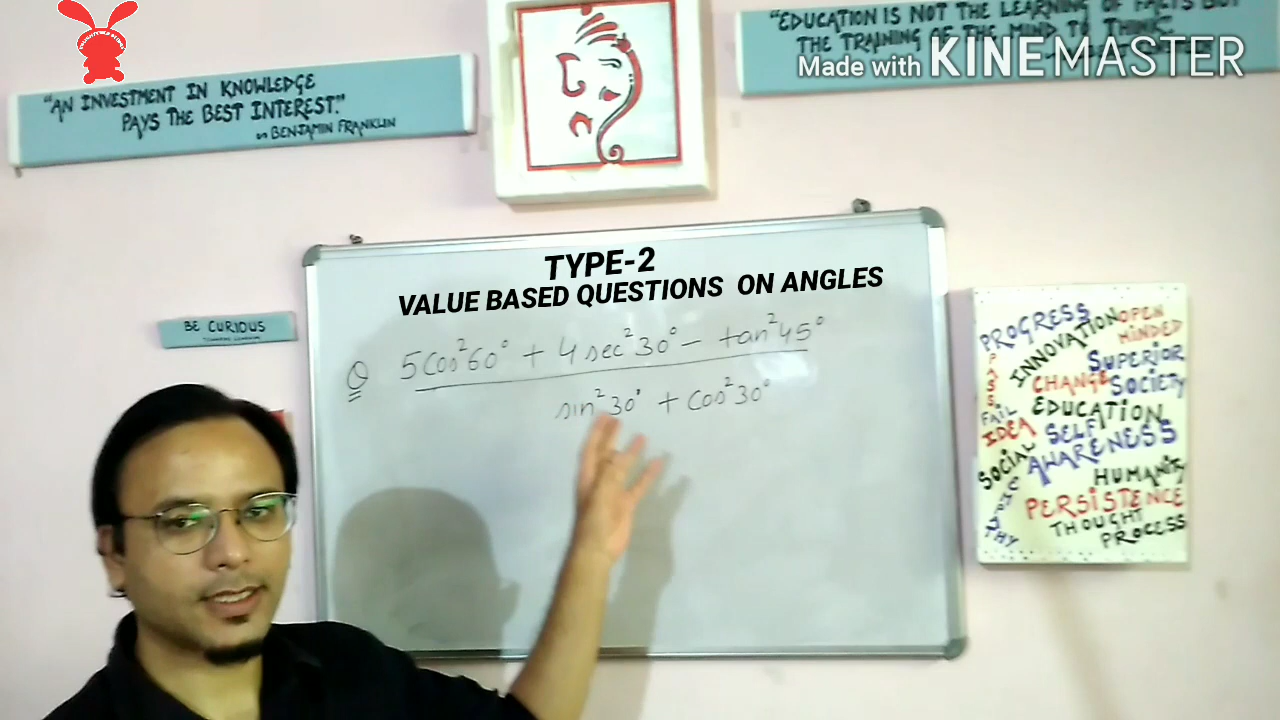 "EDUCATION IS NOT THE LEARNING OF FACTS BUT
THE TRAINING OF THE MIND TO THINK
Made with KINEMASTER
"AN INVESTMENT IN KNOWLEDGE
PAYS THE BEST INTEREST."
BENJAMIN FRANKLIN
TYPE-2
VALUE BASED QUESTIONS ON ANGLES
BE CURIOUS
Q 5cos²60° + 4sec²30° - tan²45°
sin²30° + cos²30°
PROGRESS
INNOVATION
OPEN
MINDED
PASS
SUPERIOR
CHANGE
SOCIETY
FAIL
EDUCATION
IDEA
SELF
AWARENESS
SOCIAL
HUMANITY
PERSISTENCE
THOUGHT
PROCESS